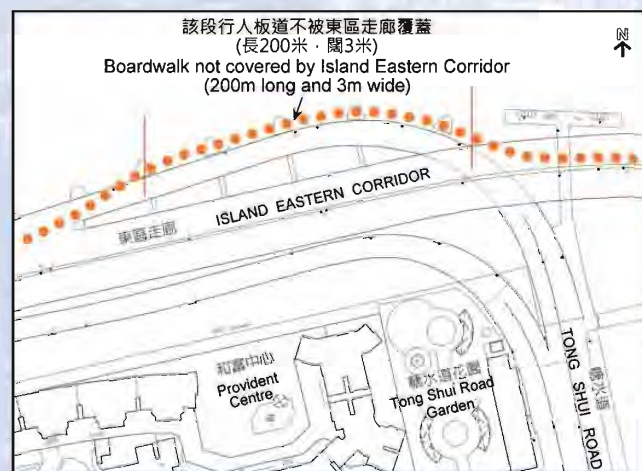 該段行人板道不被東區走廊覆蓋
(長200米，闊3米)
Boardwalk not covered by Island Eastern Corridor
(200m long and 3m wide)
N
ISLAND EASTERN CORRIDOR
東區走廊
和富中心
Provident
Centre
糖水道花園
Tong Shui Road
Garden
TONG SHUI ROAD
糖水道